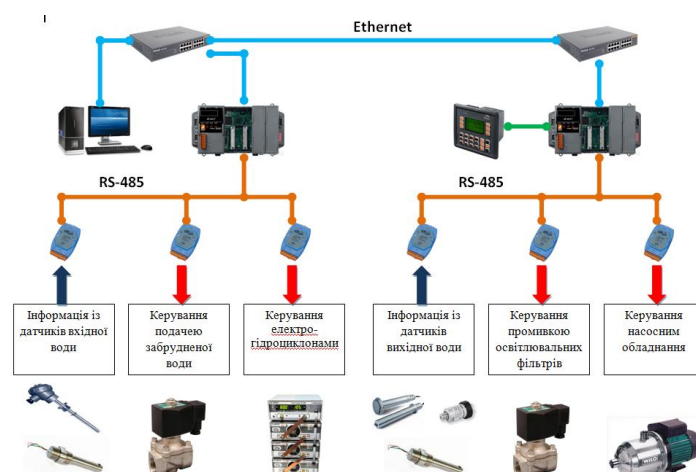 Ethernet
RS-485
RS-485
Інформація із
датчиків вхідної
води
Керування
подачею
забрудненої
води
Керування
електро-
гідроциклонами
Інформація із
датчиків
вихідної води
Керування
промивкою
освітлювальних
фільтрів
Керування
насосним
обладнання